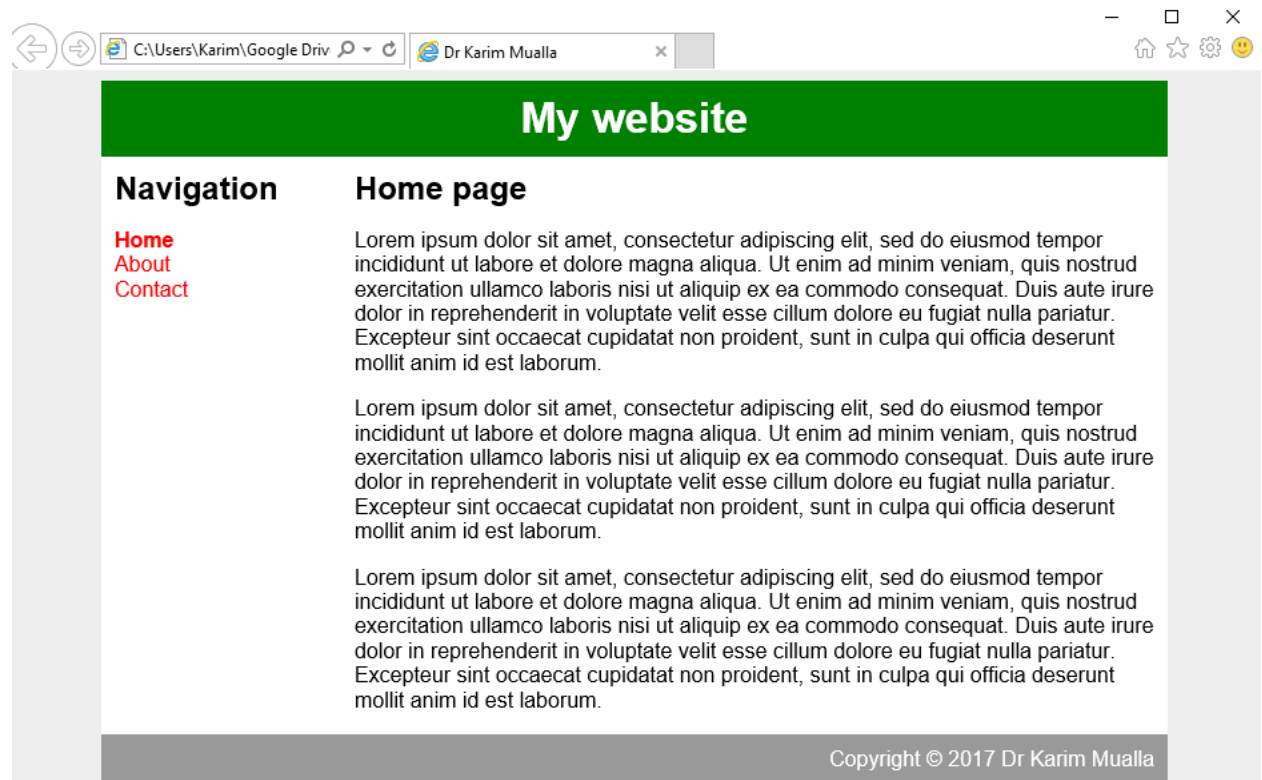 C:\Users\Karim\Google Driv
Dr Karim Mualla
My website
Navigation
Home
About
Contact
Home page
Lorem ipsum dolor sit amet, consectetur adipiscing elit, sed do eiusmod tempor
incididunt ut labore et dolore magna aliqua. Ut enim ad minim veniam, quis nostrud
exercitation ullamco laboris nisi ut aliquip ex ea commodo consequat. Duis aute irure
dolor in reprehenderit in voluptate velit esse cillum dolore eu fugiat nulla pariatur.
Excepteur sint occaecat cupidatat non proident, sunt in culpa qui officia deserunt
mollit anim id est laborum.
Lorem ipsum dolor sit amet, consectetur adipiscing elit, sed do eiusmod tempor
incididunt ut labore et dolore magna aliqua. Ut enim ad minim veniam, quis nostrud
exercitation ullamco laboris nisi ut aliquip ex ea commodo consequat. Duis aute irure
dolor in reprehenderit in voluptate velit esse cillum dolore eu fugiat nulla pariatur.
Excepteur sint occaecat cupidatat non proident, sunt in culpa qui officia deserunt
mollit anim id est laborum.
Lorem ipsum dolor sit amet, consectetur adipiscing elit, sed do eiusmod tempor
incididunt ut labore et dolore magna aliqua. Ut enim ad minim veniam, quis nostrud
exercitation ullamco laboris nisi ut aliquip ex ea commodo consequat. Duis aute irure
dolor in reprehenderit in voluptate velit esse cillum dolore eu fugiat nulla pariatur.
Excepteur sint occaecat cupidatat non proident, sunt in culpa qui officia deserunt
mollit anim id est laborum.
Copyright © 2017 Dr Karim Mualla